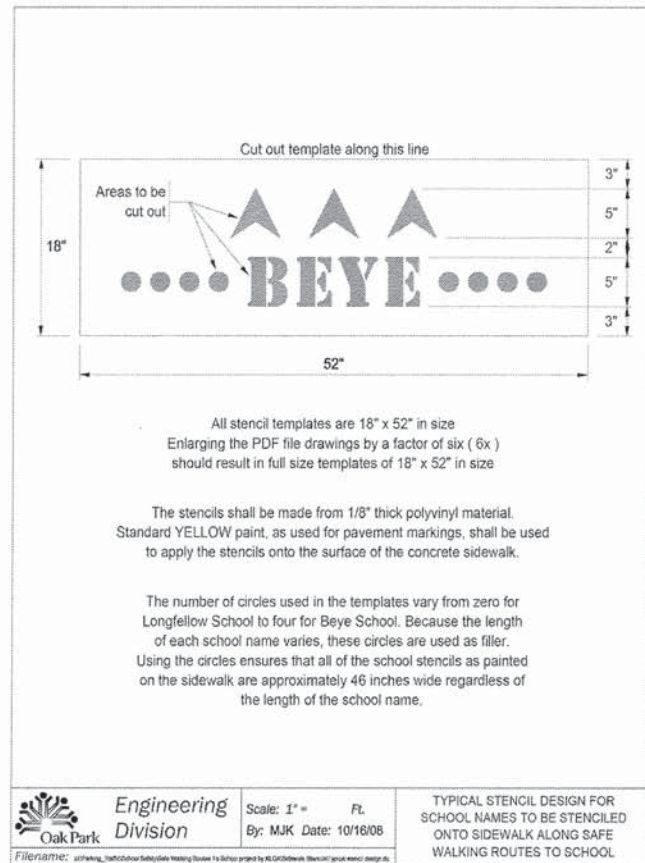 Cut out template along this line
Areas to be
cut out
3"
5"
18"
2"
BEYE
5"
3"
52"
All stencil templates are 18" x 52" in size
Enlarging the PDF file drawings by a factor of six ( 6x )
should result in full size templates of 18" x 52" in size
The stencils shall be made from 1/8" thick polyvinyl material.
Standard YELLOW paint, as used for pavement markings, shall be used
to apply the stencils onto the surface of the concrete sidewalk.
The number of circles used in the templates vary from zero for
Longfellow School to four for Beye School. Because the length
of each school name varies, these circles are used as filler.
Using the circles ensures that all of the school stencils as painted
on the sidewalk are approximately 46 inches wide regardless of
the length of the school name.
Oak Park
Engineering
Division
Scale: 1" = Ft.
By: MJK Date: 10/16/08
TYPICAL STENCIL DESIGN FOR
SCHOOL NAMES TO BE STENCILED
ONTO SIDEWALK ALONG SAFE
WALKING ROUTES TO SCHOOL
Filename: